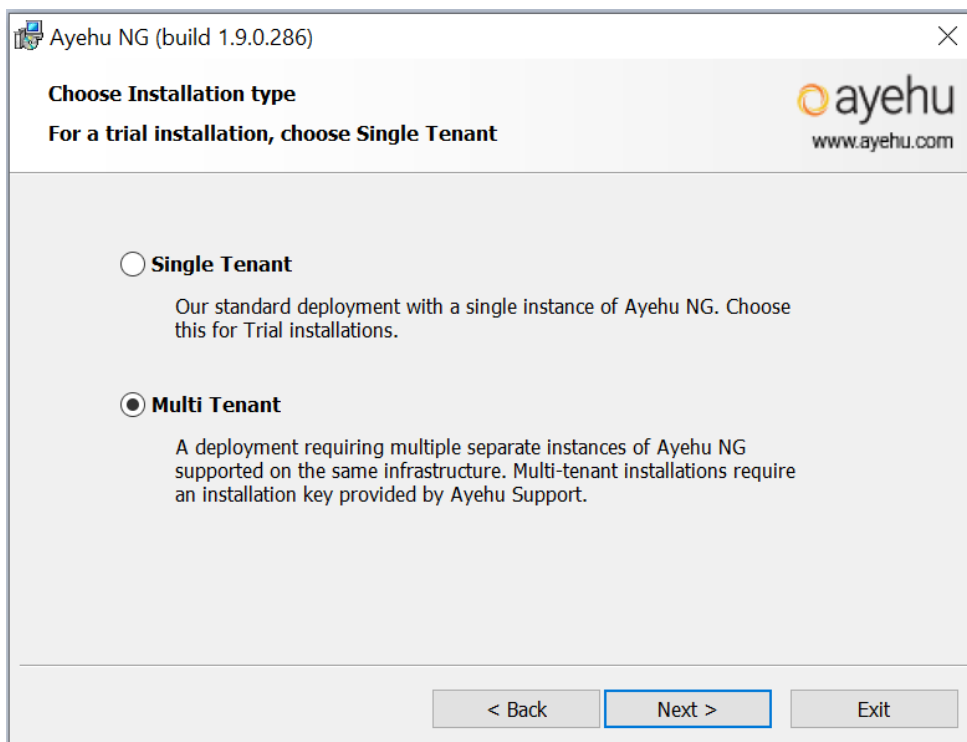 Ayehu NG (build 1.9.0.286)
Choose Installation type
For a trial installation, choose Single Tenant
ayehu
www.ayehu.com
Single Tenant
Our standard deployment with a single instance of Ayehu NG. Choose
this for Trial installations.
Multi Tenant
A deployment requiring multiple separate instances of Ayehu NG
supported on the same infrastructure. Multi-tenant installations require
an installation key provided by Ayehu Support.
< Back
Next >
Exit